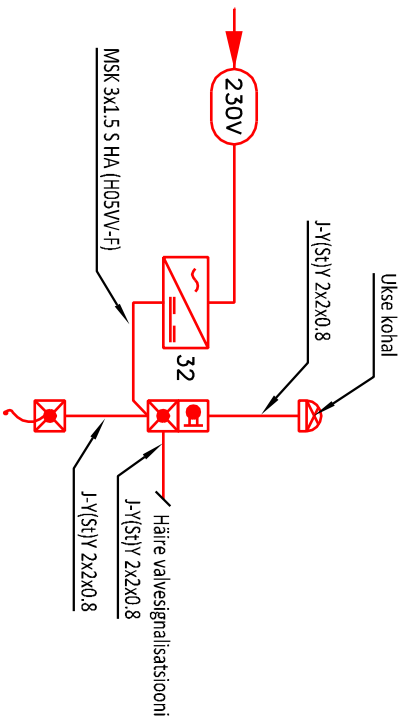 230V
MSK 3x1.5 S HA (H05VV-F)
32
J-Y(St)Y 2x2x0.8
Ukse kohal
J-Y(St)Y 2x2x0.8
J-Y(St)Y 2x2x0.8
Häire valvesignalisatsiooni